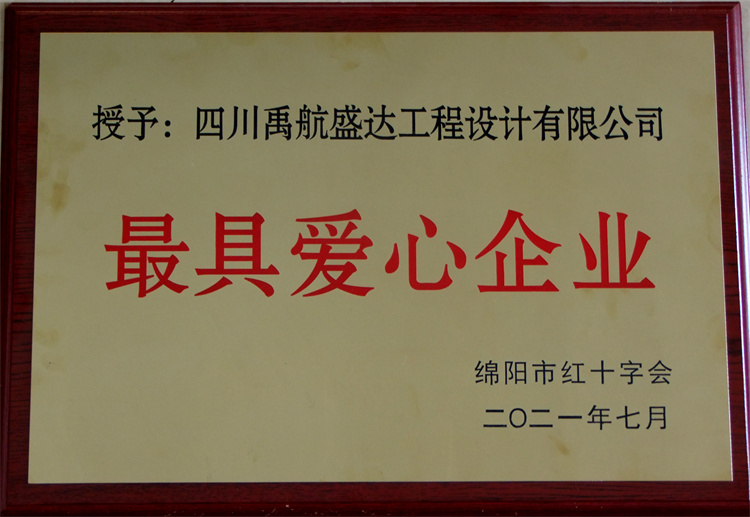 授予：四川禹航盛达工程设计有限公司
最具爱心企业
绵阳市红十字会
二〇二一年七月